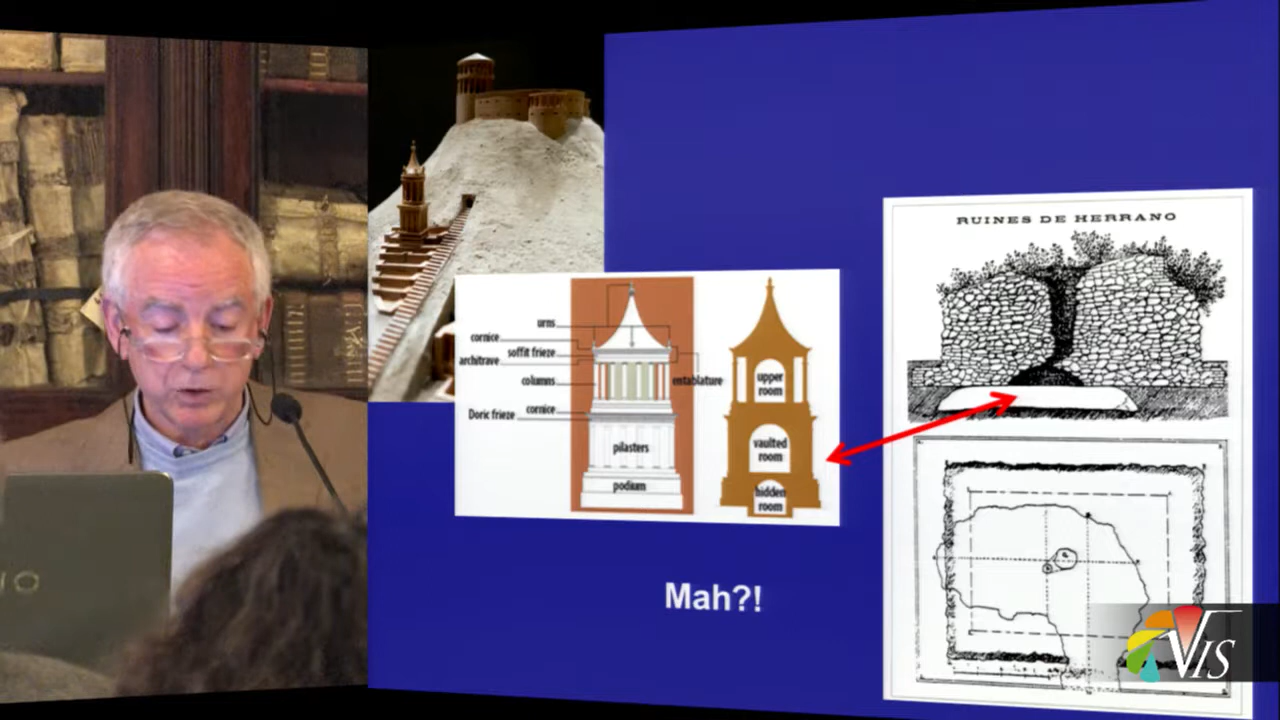 RUINES DE HERRANO
urns
cornice
soffit frieze
architrave
columns
entablature
cornice
Doric frieze
pilasters
podium
upper
room
vaulted
room
hidden
room
Mah?!
VIS